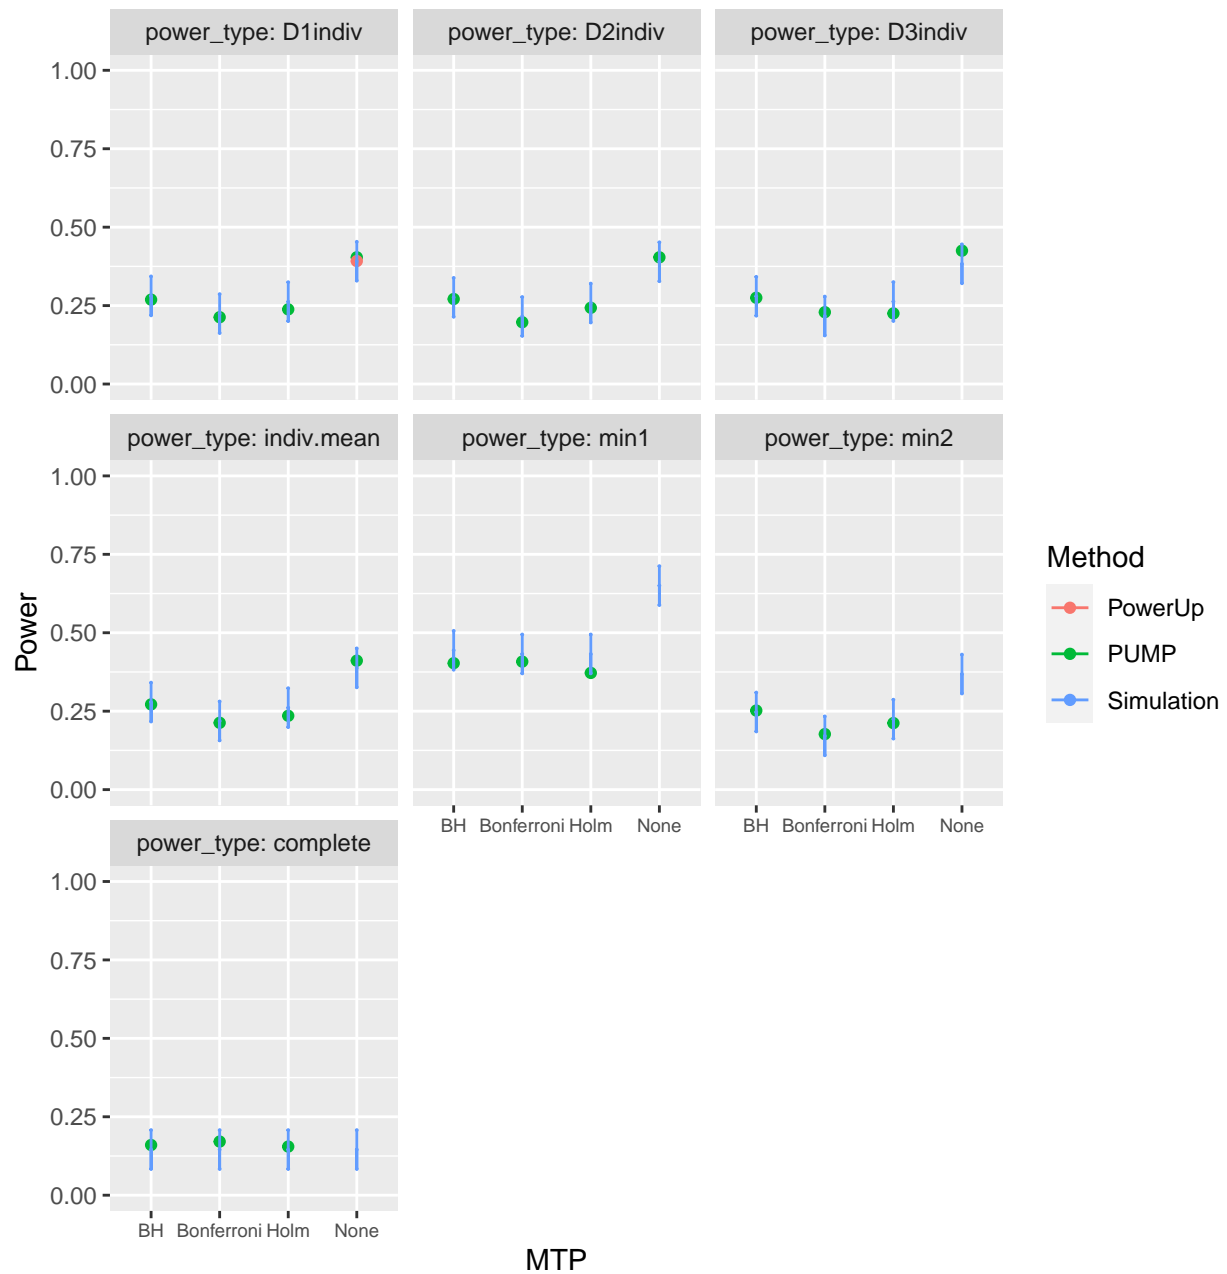 power_type: D1indiv power_type: D2indiv power_type: D3indiv
1.00
0.75
0.50
0.25
0.00
power_type: indiv.mean power_type: min1 power_type: min2
1.00
0.75
0.50
0.25
0.00
BH Bonferroni Holm None BH Bonferroni Holm None
power_type: complete
1.00
0.75
0.50
0.25
0.00
BH Bonferroni Holm None
MTP
Power
Method
PowerUp
PUMP
Simulation